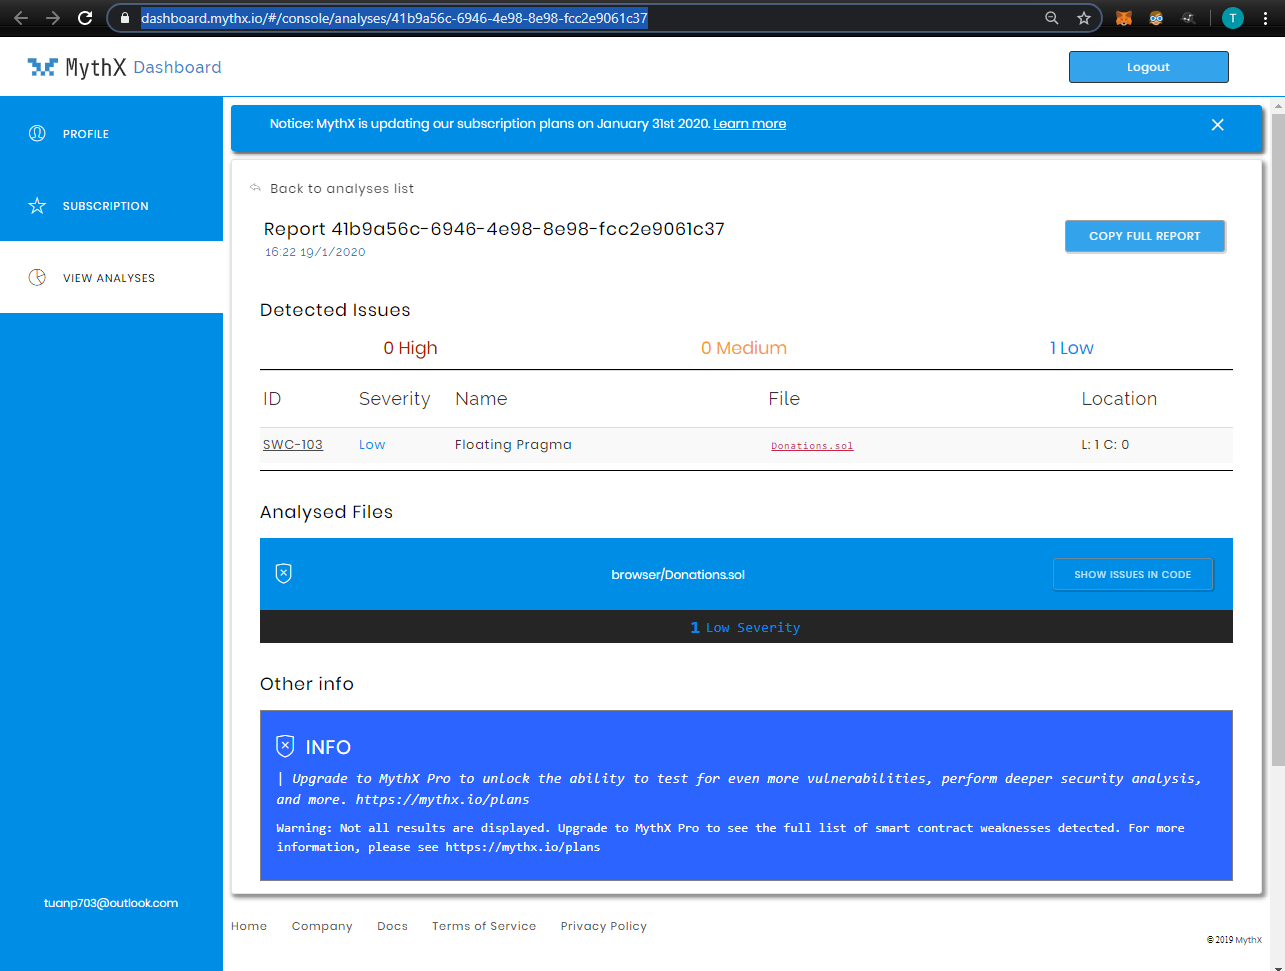 dashboard.mythx.io/#/console/analyses/41b9a56c-6946-4e98-8e98-fcc2e9061c37
T
MythX Dashboard
Logout
PROFILE
SUBSCRIPTION
VIEW ANALYSES
tuanp703@outlook.com
Notice: MythX is updating our subscription plans on January 31st 2020. Learn more
Back to analyses list
Report 41b9a56c-6946-4e98-8e98-fcc2e9061c37
16:22 19/1/2020
COPY FULL REPORT
Detected Issues
0 High 0 Medium 1 Low
ID Severity Name File Location
SWC-103 Low Floating Pragma Donations.sol L: 1 C: 0
Analysed Files
browser/Donations.sol
SHOW ISSUES IN CODE
1 Low Severity
Other info
INFO
| Upgrade to MythX Pro to unlock the ability to test for even more vulnerabilities, perform deeper security analysis,
and more. https://mythx.io/plans
Warning: Not all results are displayed. Upgrade to MythX Pro to see the full list of smart contract weaknesses detected. For more
information, please see https://mythx.io/plans
Home Company Docs Terms of Service Privacy Policy
© 2019 MythX